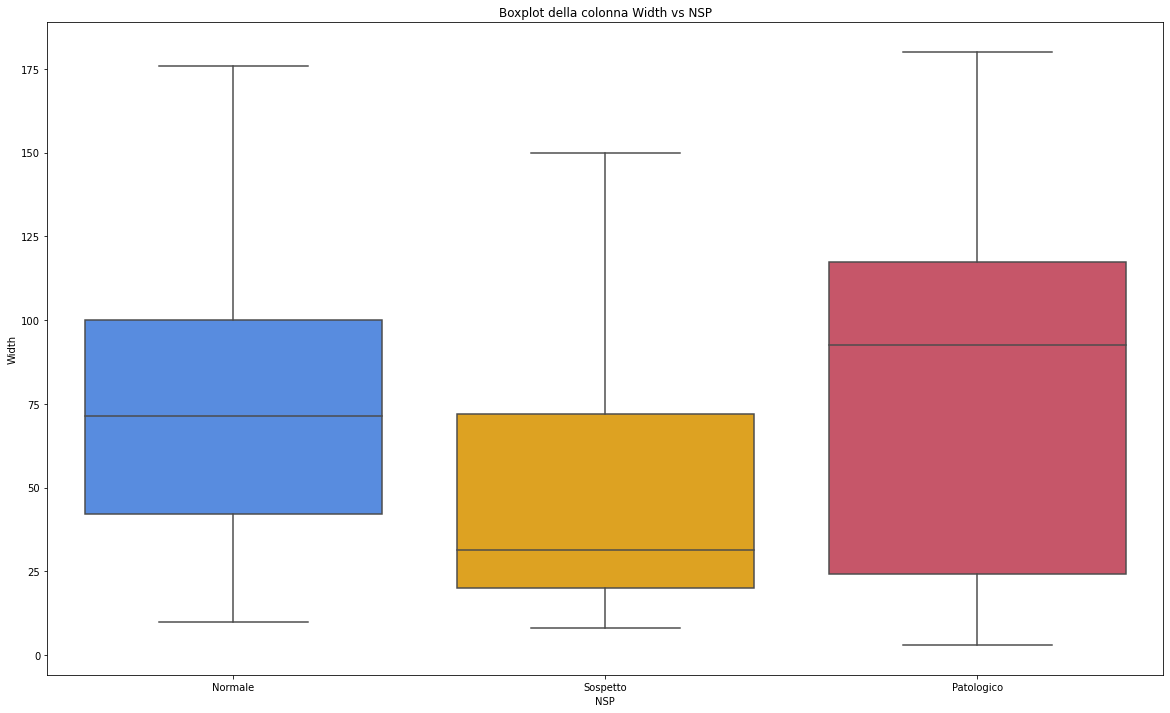 Boxplot della colonna Width vs NSP
Width
175
150
125
100
75
50
25
0
Normale
Sospetto
Patologico
NSP